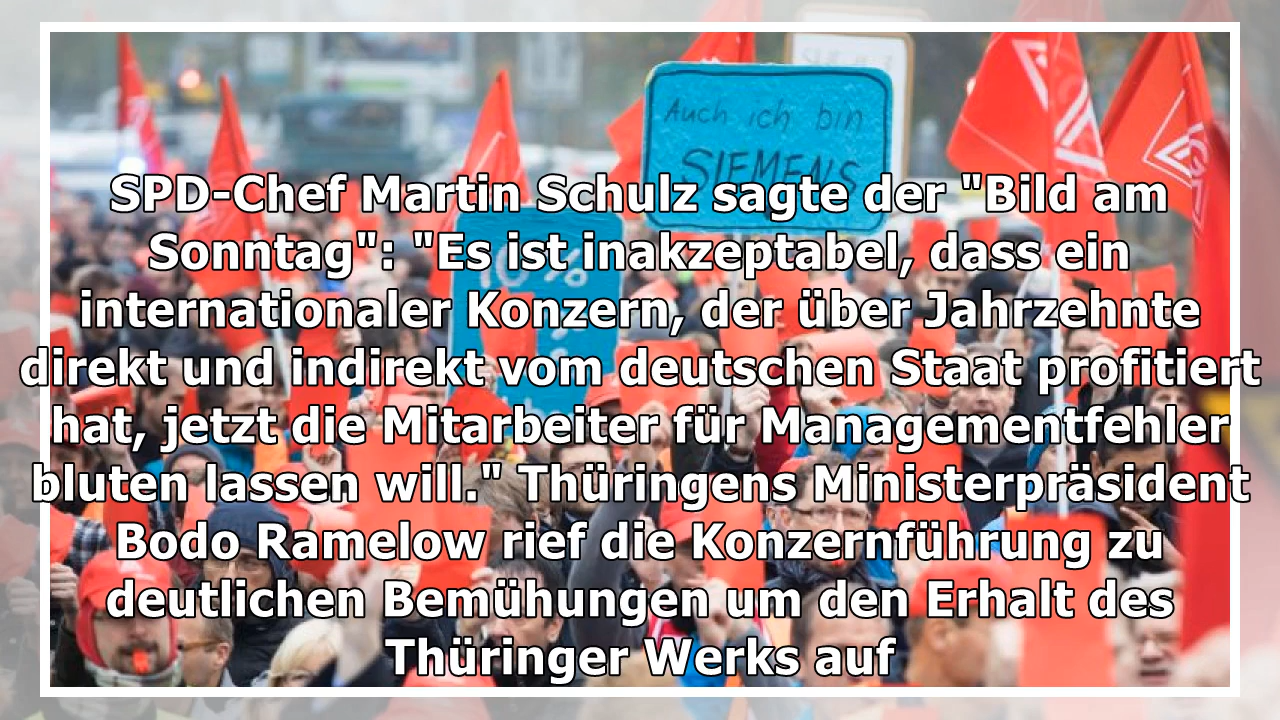 Auch ich bin
SIEMENS
SPD-Chef Martin Schulz sagte der "Bild am
Sonntag": "Es ist inakzeptabel, dass ein
internationaler Konzern, der über Jahrzehnte
direkt und indirekt vom deutschen Staat profitiert
hat, jetzt die Mitarbeiter für Managementfehler
bluten lassen will." Thüringens Ministerpräsident
Bodo Ramelow rief die Konzernführung zu
deutlichen Bemühungen um den Erhalt des
Thüringer Werks auf